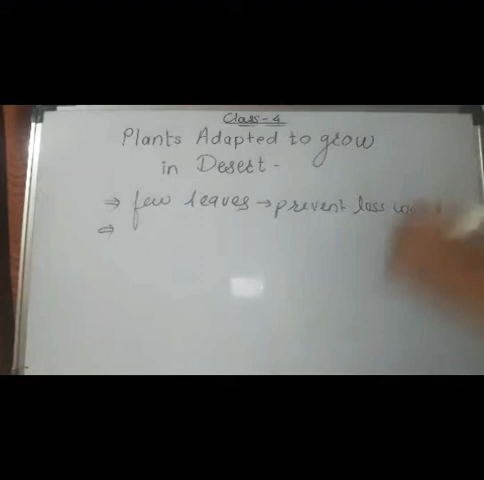 Class-4
Plants Adapted to grow
in Desert -
⇒ few leaves → prevent loss
⇒